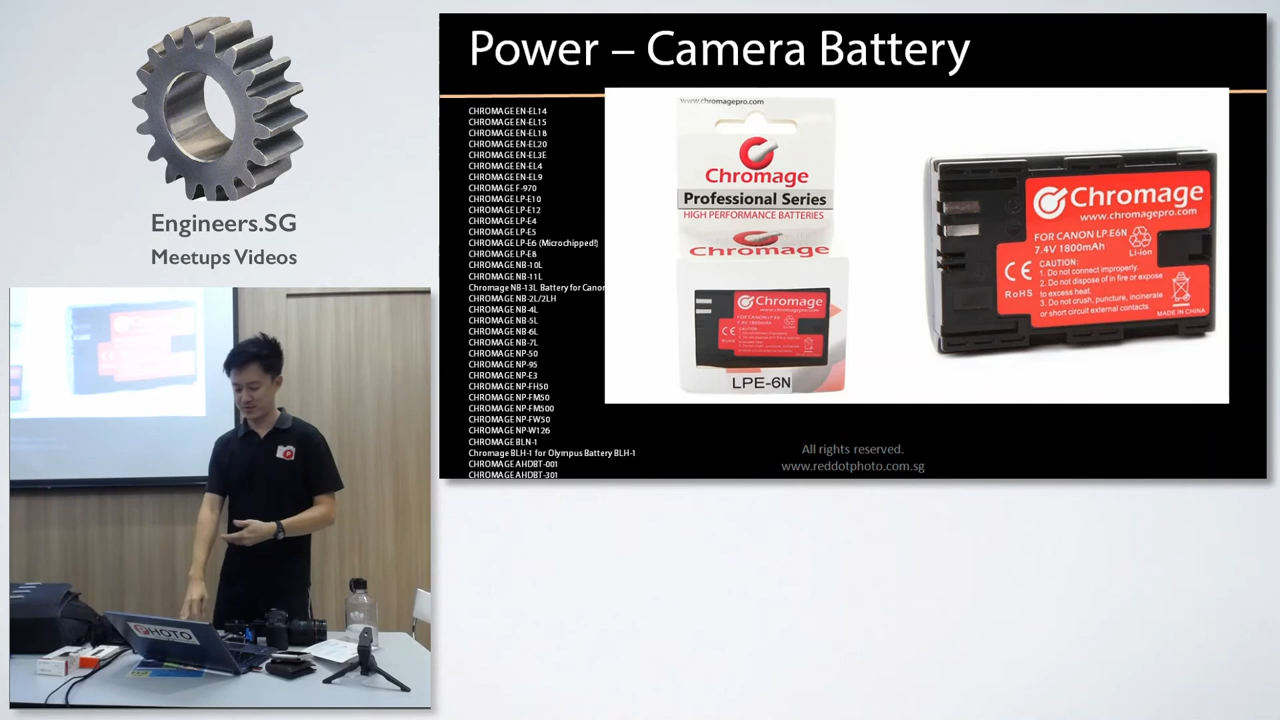 Engineers.SG
Meetups Videos
Power – Camera Battery
CHROMAGE EN-EL14
CHROMAGE EN-EL15
CHROMAGE EN-EL18
CHROMAGE EN-EL20
CHROMAGE EN-EL3E
CHROMAGE EN-EL4
CHROMAGE EN-EL9
CHROMAGE F-970
CHROMAGE LP-E10
CHROMAGE LP-E12
CHROMAGE LP-E4
CHROMAGE LP-E5
CHROMAGE LP-E6 (Microchipped!)
CHROMAGE LP-E8
CHROMAGE NB-10L
CHROMAGE NB-11L
Chromage NB-13L Battery for Canon
CHROMAGE NB-2L/2LH
CHROMAGE NB-4L
CHROMAGE NB-5L
CHROMAGE NB-6L
CHROMAGE NB-7L
CHROMAGE NP-50
CHROMAGE NP-95
CHROMAGE NP-E3
CHROMAGE NP-FH50
CHROMAGE NP-FM50
CHROMAGE NP-FM500
CHROMAGE NP-FW50
CHROMAGE NP-W126
CHROMAGE BLN-1
Chromage BLH-1 for Olympus Battery BLH-1
CHROMAGE AHDBT-001
CHROMAGE AHDBT-301
www.chromagepro.com
Chromage
Professional Series
HIGH PERFORMANCE BATTERIES
Chromage
Chromage
LPE-6N
Chromage
www.chromagepro.com
FOR CANON LP.E6N
7.4V 1800mAh
Li-ion
CE
RoHS
CAUTION:
1. Do not connect improperly.
2. Do not dispose of in fire or expose
to excess heat.
3. Do not crush, puncture, incinerate
or short circuit external contacts.
MADE IN CHINA
All rights reserved.
www.reddotphoto.com.sg
PHOTO